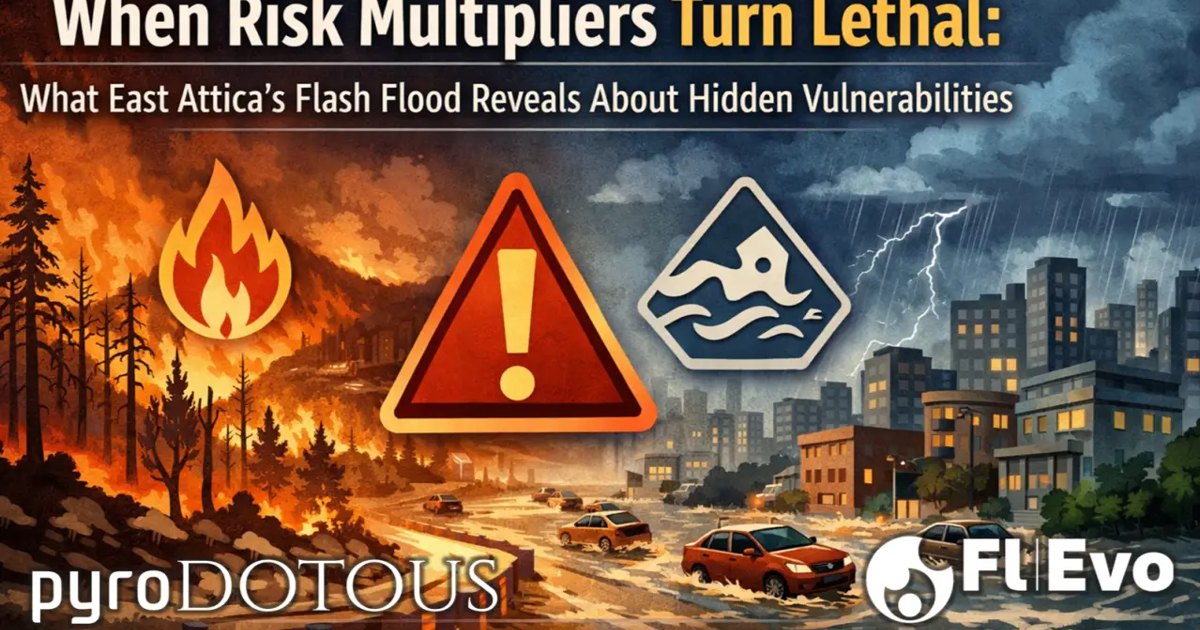 When Risk Multipliers Turn Lethal:
What East Attica's Flash Flood Reveals About Hidden Vulnerabilities
!
pyroDOTOUS
Fl|Evo